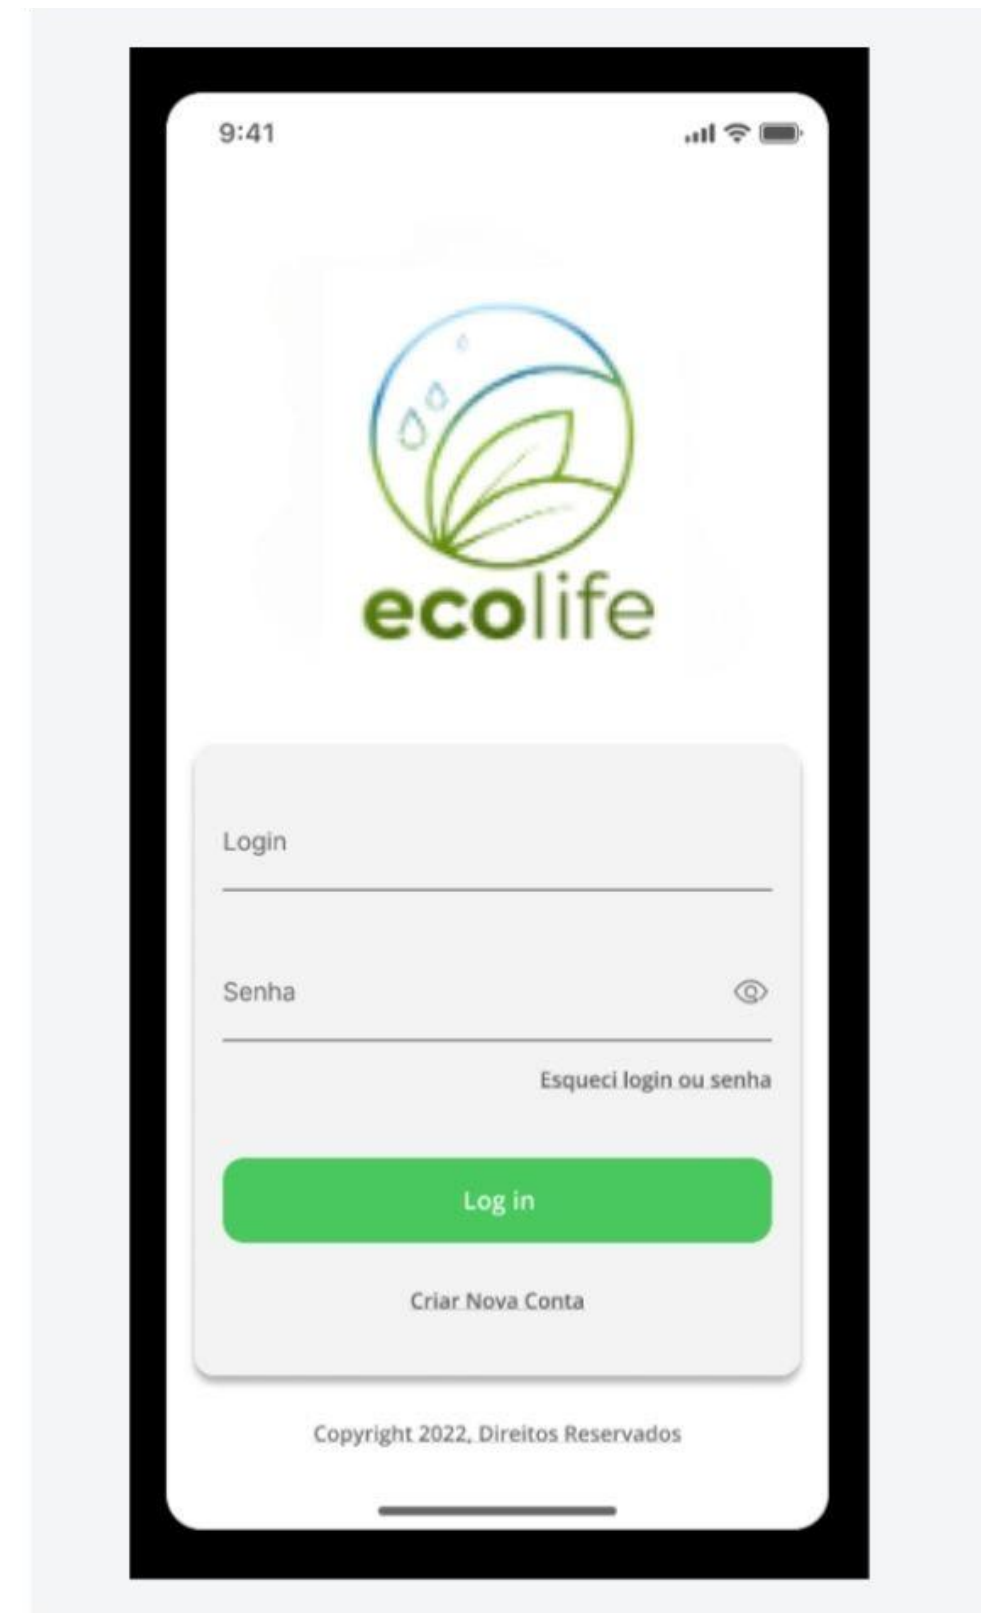 9:41
ecolife
Login
Senha
Esqueci login ou senha
Log in
Criar Nova Conta
Copyright 2022, Direitos Reservados